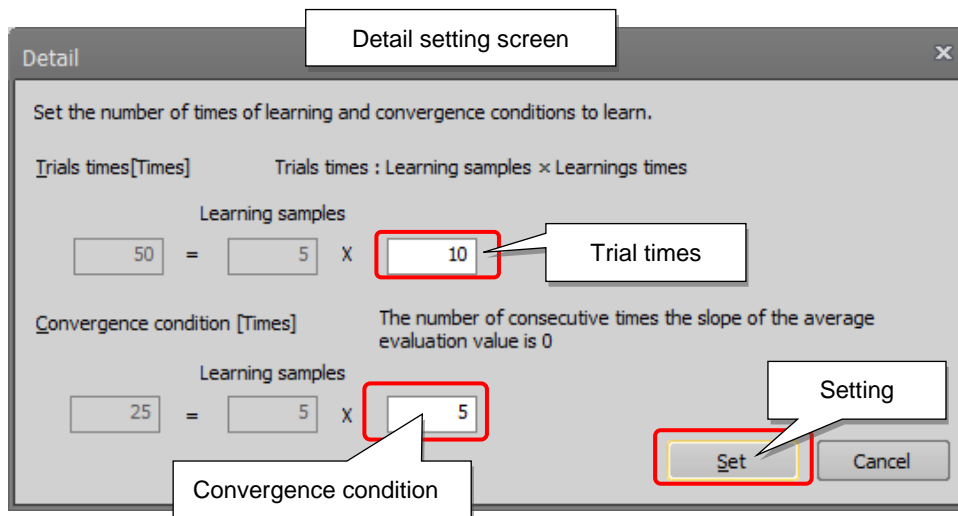 Detail setting screen
Detail
x
Set the number of times of learning and convergence conditions to learn.
Trials times[Times]
Trials times : Learning samples × Learnings times
Learning samples
50 = 5 X 10
Trial times
Convergence condition [Times]
The number of consecutive times the slope of the average
evaluation value is 0
Learning samples
25 = 5 X 5
Setting
Set
Cancel
Convergence condition